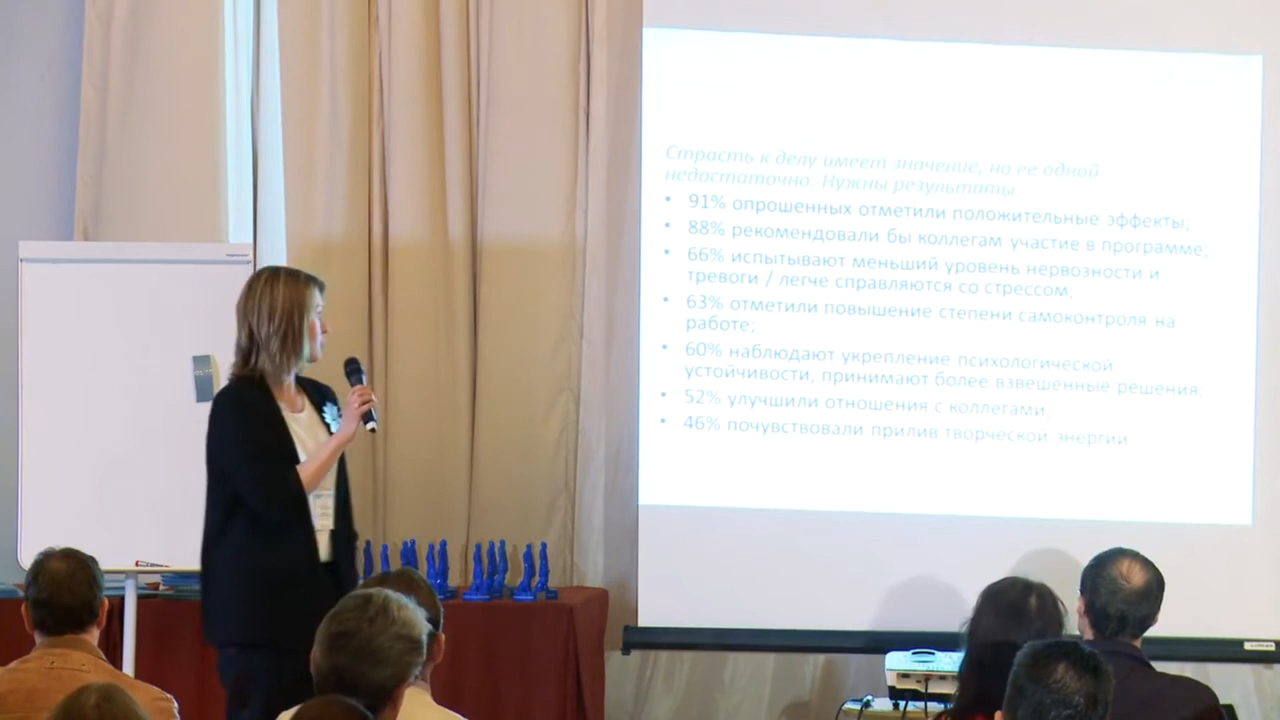 Страсть к делу имеет значение, но ее одной
недостаточно. Нужны результаты.
• 91% опрошенных отметили положительные эффекты,
• 88% рекомендовали бы коллегам участие в программе;
• 66% испытывают меньший уровень нервозности и
тревоги / легче справляются со стрессом,
• 63% отметили повышение степени самоконтроля на
работе;
• 60% наблюдают укрепление психологической
устойчивости, принимают более взвешенные решения;
• 52% улучшили отношения с коллегами
• 46% почувствовали прилив творческой энергии